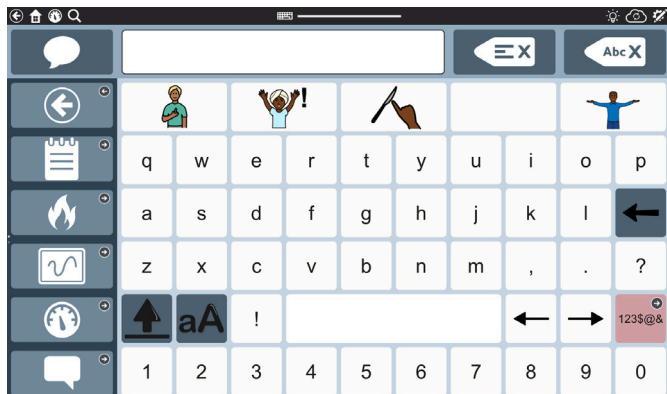 Abc X
!
q w e r t y u i o p
a s d f g h j k l
z x c v b n m , . ?
aA ! 123$@&
1 2 3 4 5 6 7 8 9 0